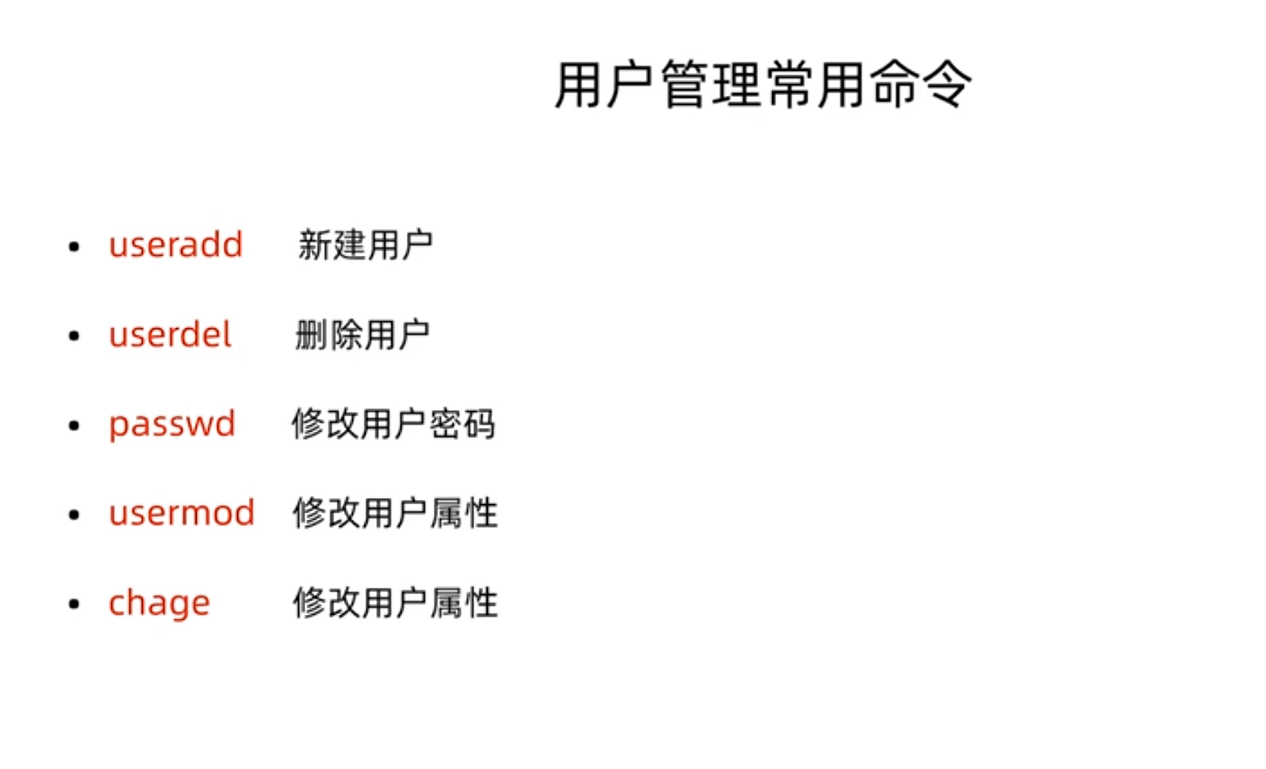 用户管理常用命令
• useradd 新建用户
• userdel 删除用户
• passwd 修改用户密码
• usermod 修改用户属性
• chage 修改用户属性